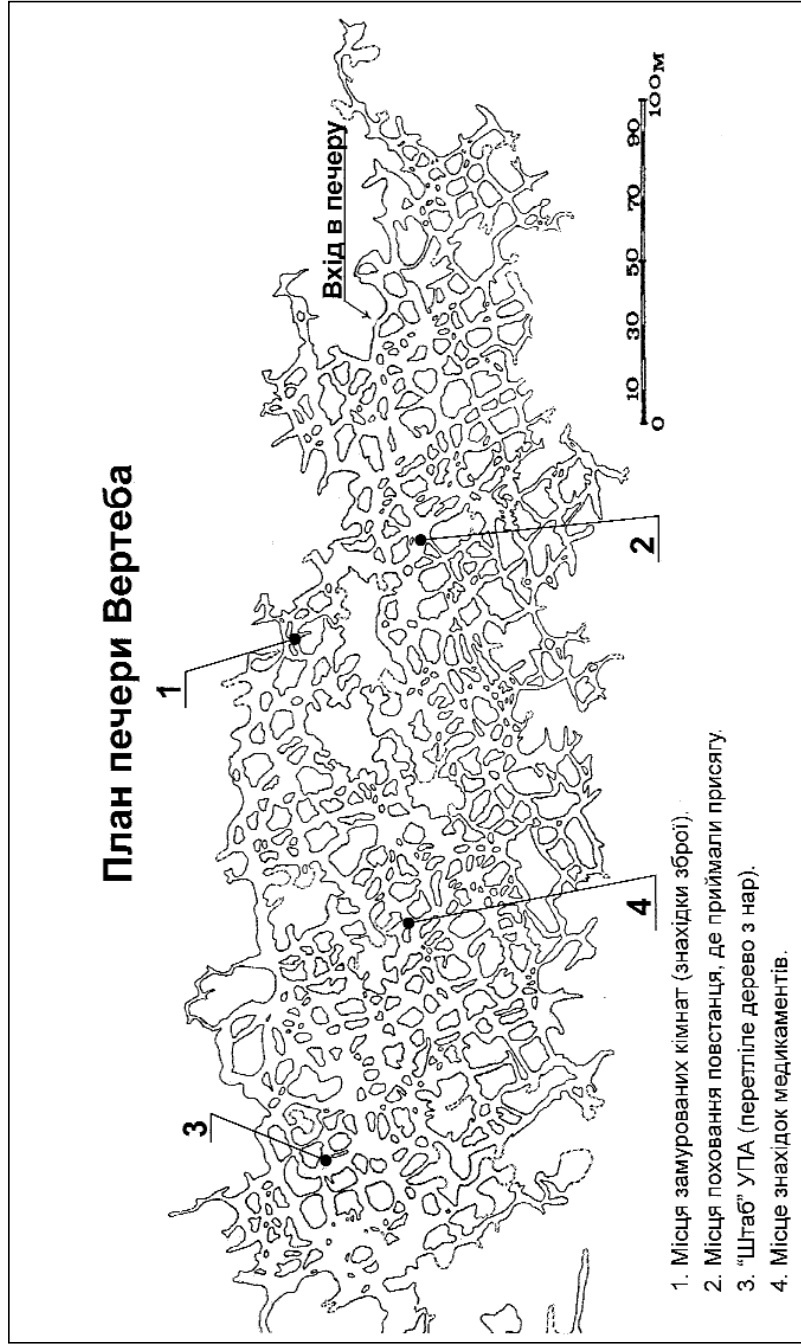 План печери Вертеба
Вхід в печеру
1
3
4
2
0 10 30 50 70 90 100м
1. Місця замурованих кімнат (знахідки зброї).
2. Місця поховання повстанця, де приймали присягу.
3. "Штаб" УПА (перетліле дерево з нар).
4. Місце знахідок медикаментів.